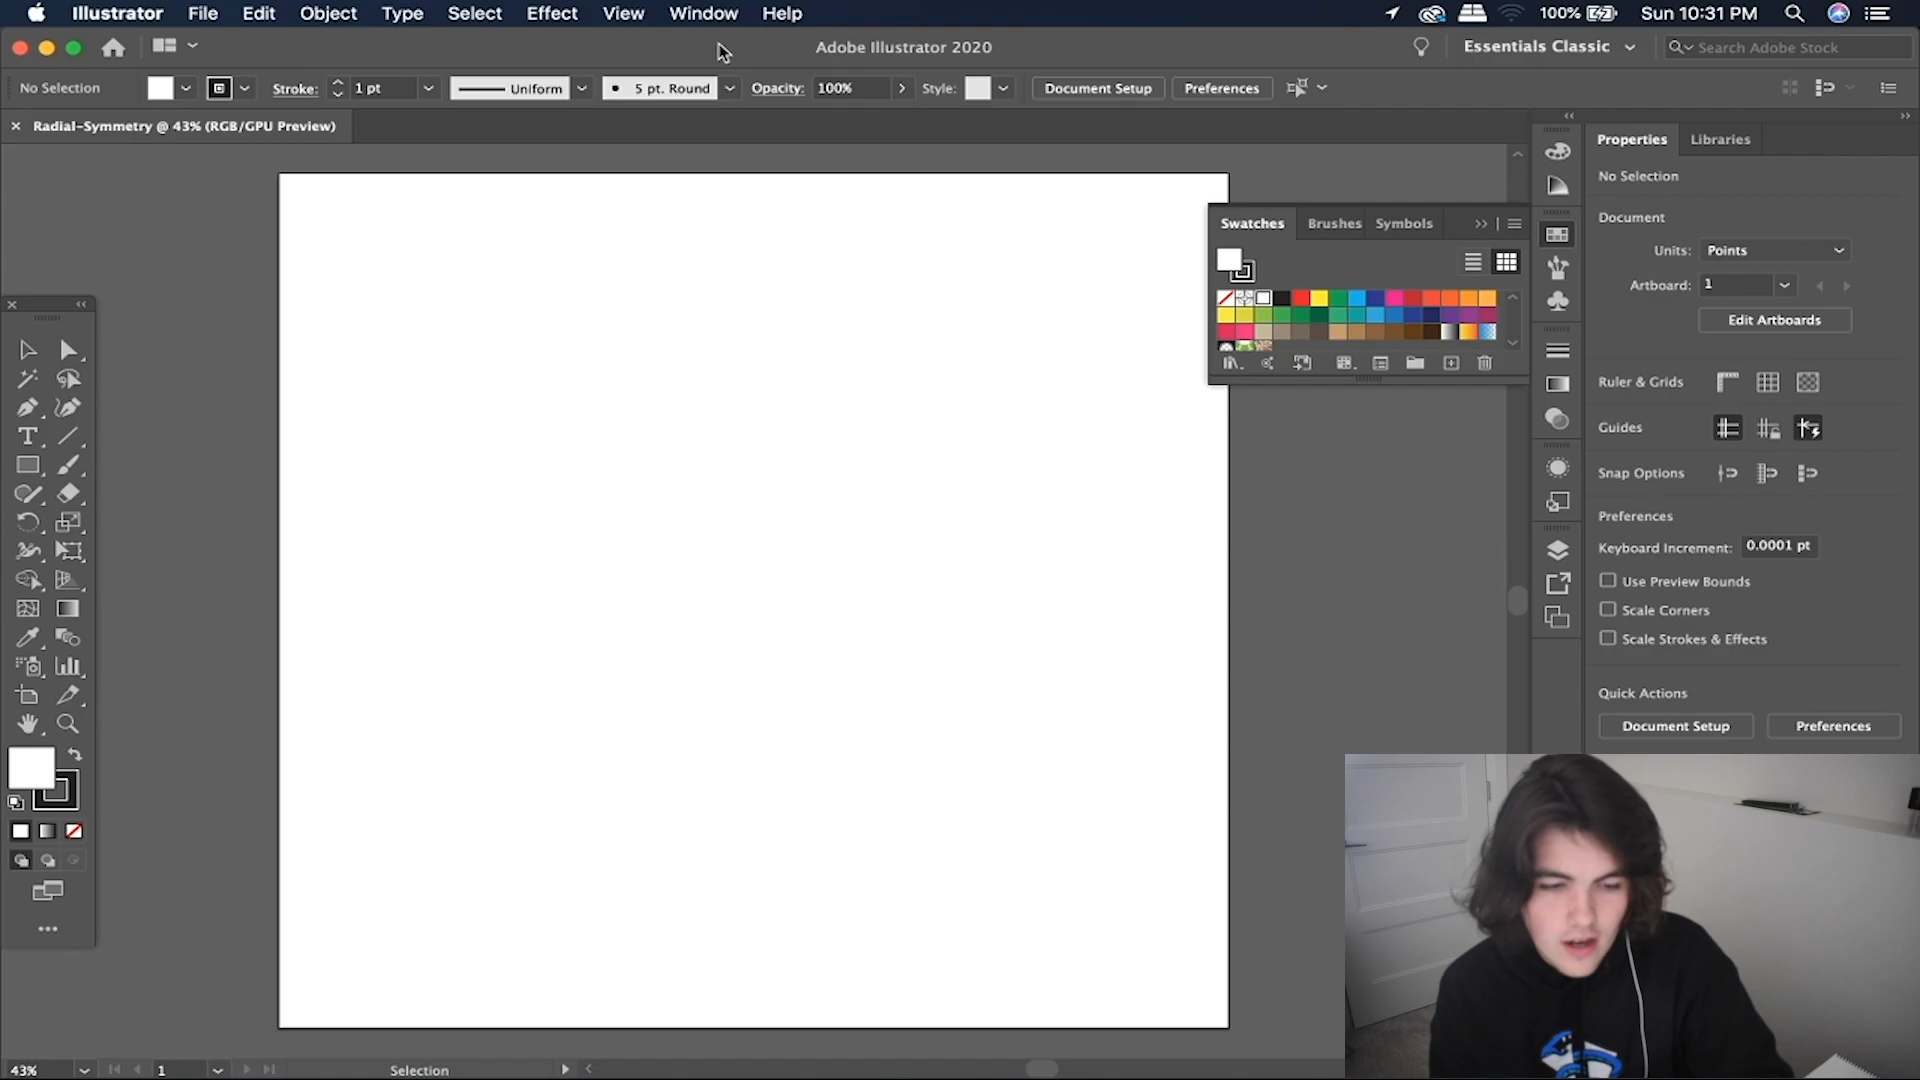 Illustrator File Edit Object Type Select Effect View Window Help 100% Sun 10:31 PM
Adobe Illustrator 2020 Essentials Classic Search Adobe Stock
No Selection Stroke: 1 pt Uniform 5 pt. Round Opacity: 100% Style: Document Setup Preferences
Radial-Symmetry @ 43% (RGB/GPU Preview)
Properties Libraries
No Selection
Document
Units: Points
Artboard: 1
Edit Artboards
Ruler & Grids
Guides
Snap Options
Preferences
Keyboard Increment: 0.0001 pt
Use Preview Bounds
Scale Corners
Scale Strokes & Effects
Quick Actions
Document Setup Preferences
Swatches Brushes Symbols
43% 1 Selection